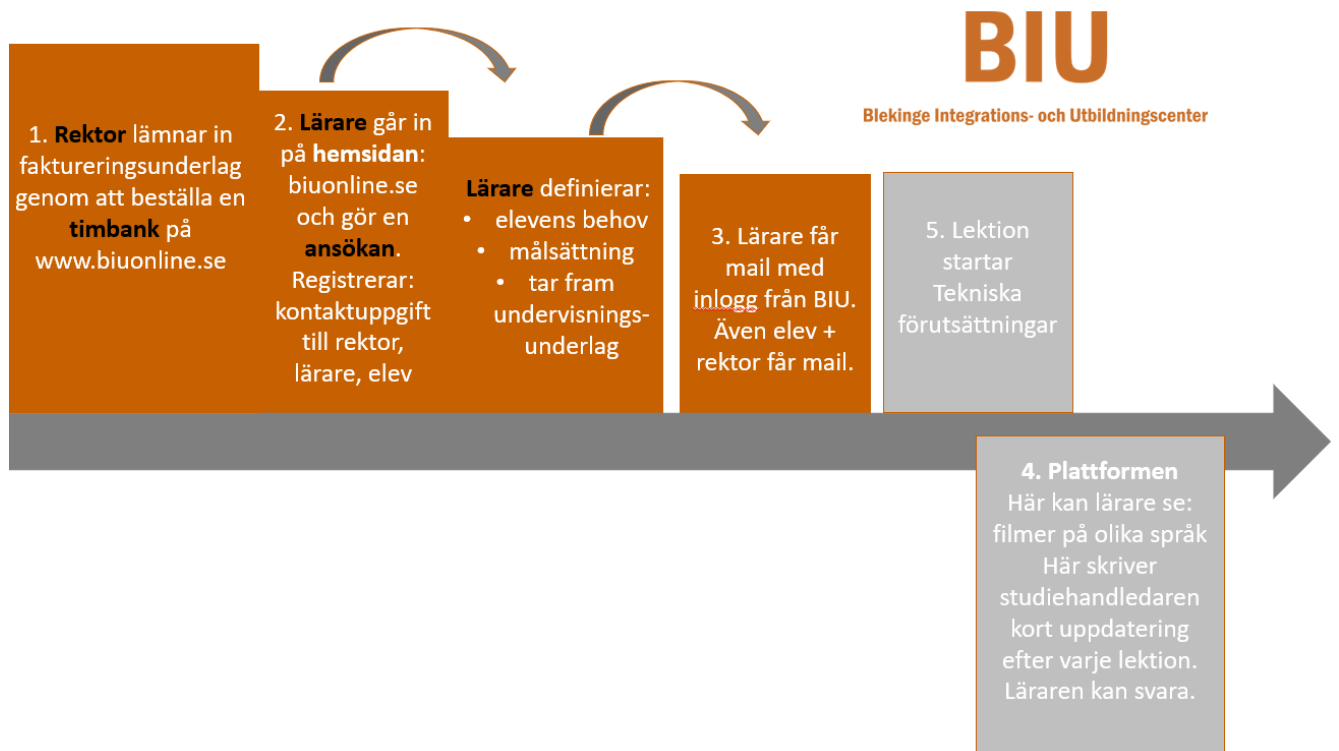 BIU
Blekinge Integrations- och Utbildningscenter
1. Rektor lämnar in
faktureringsunderlag
genom att beställa en
timbank på
www.biuonline.se
2. Lärare går in
på hemsidan:
biuonline.se
och gör en
ansökan.
Registrerar:
kontaktuppgift
till rektor,
lärare, elev
Lärare definierar:
• elevens behov
• målsättning
• tar fram
undervisnings-
underlag
3. Lärare får
mail med
inlogg från BIU.
Även elev +
rektor får mail.
5. Lektion
startar
Tekniska
förutsättningar
4. Plattformen
Här kan lärare se:
filmer på olika språk
Här skriver
studiehandledaren
kort uppdatering
efter varje lektion.
Läraren kan svara.